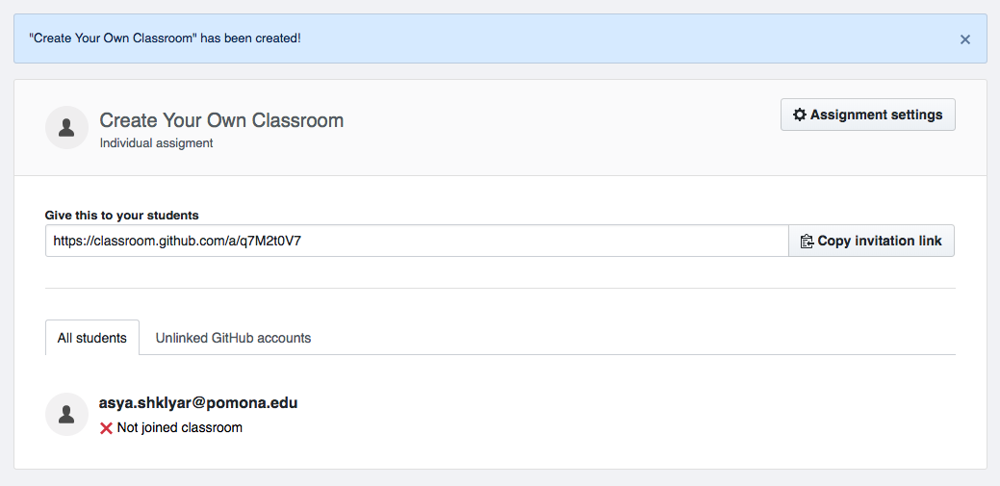 "Create Your Own Classroom" has been created!
Create Your Own Classroom
Individual assigment
Assignment settings
Give this to your students
https://classroom.github.com/a/q7M2t0V7
Copy invitation link
All students
Unlinked GitHub accounts
asya.shklyar@pomona.edu
Not joined classroom